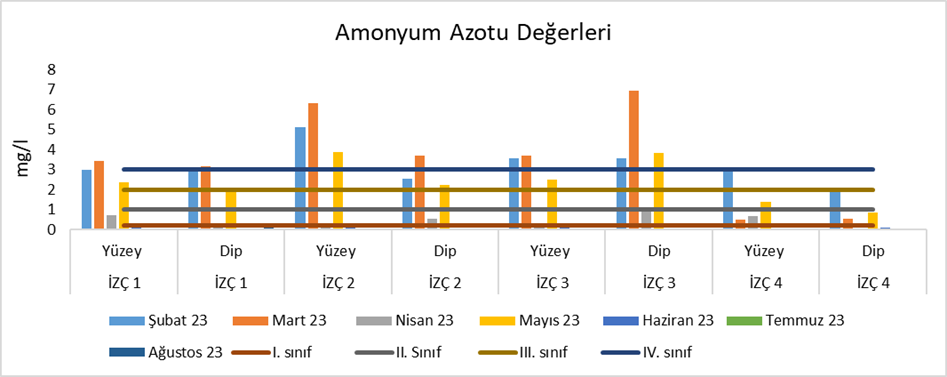 Amonyum Azotu Değerleri
mg/l
8
7
6
5
4
3
2
1
0
Yüzey Dip Yüzey Dip Yüzey Dip Yüzey Dip
İZÇ 1 İZÇ 1 İZÇ 2 İZÇ 2 İZÇ 3 İZÇ 3 İZÇ 4 İZÇ 4
Şubat 23 Mart 23 Nisan 23 Mayıs 23 Haziran 23 Temmuz 23
Ağustos 23 I. sınıf II. Sınıf III. sınıf IV. sınıf